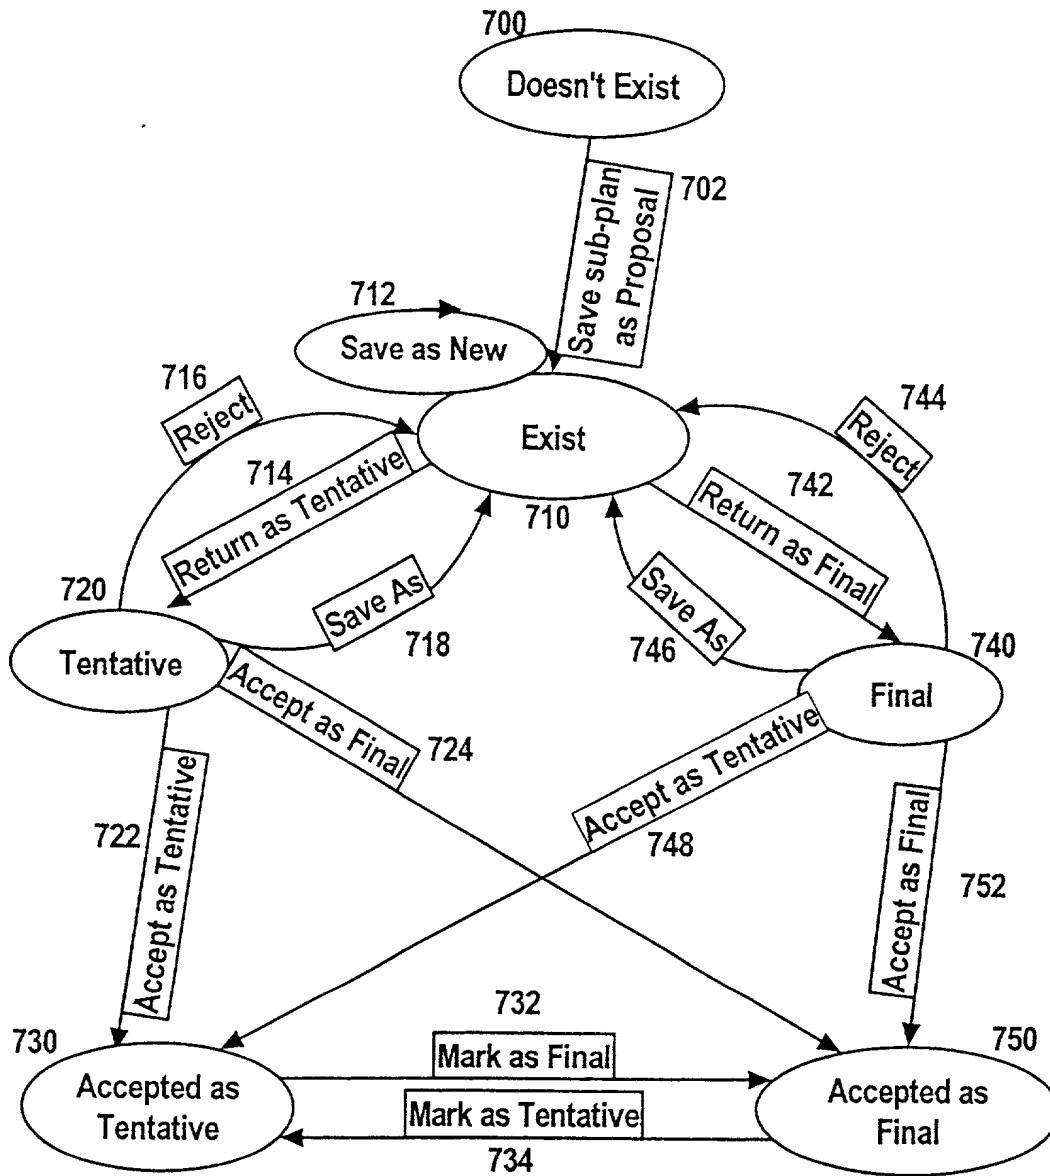 700
Doesn't Exist
Save sub-plan
as Proposal
702
712
Save as New
716
Reject
744
Reject
Exist
714
Return as Tentative
710
742
Return as Final
720
Tentative
Save As
718
Save As
746
740
Final
Accept as Final
724
Accept as Tentative
748
722
Accept as Tentative
Accept as Final
752
730
Accepted as
Tentative
732
Mark as Final
Mark as Tentative
734
750
Accepted as
Final